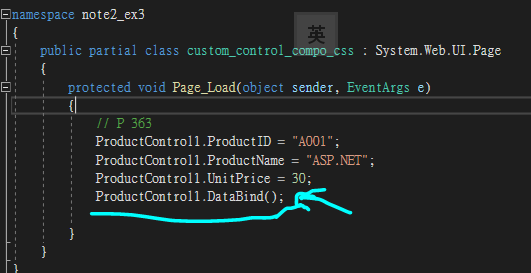 namespace note2_ex3
{
public partial class custom_control_compo_css : System.Web.UI.Page
{
protected void Page_Load(object sender, EventArgs e)
{
// P 363
ProductControl1.ProductID = "A001";
ProductControl1.ProductName = "ASP.NET";
ProductControl1.UnitPrice = 30;
ProductControl1.DataBind();
}
}
}
英